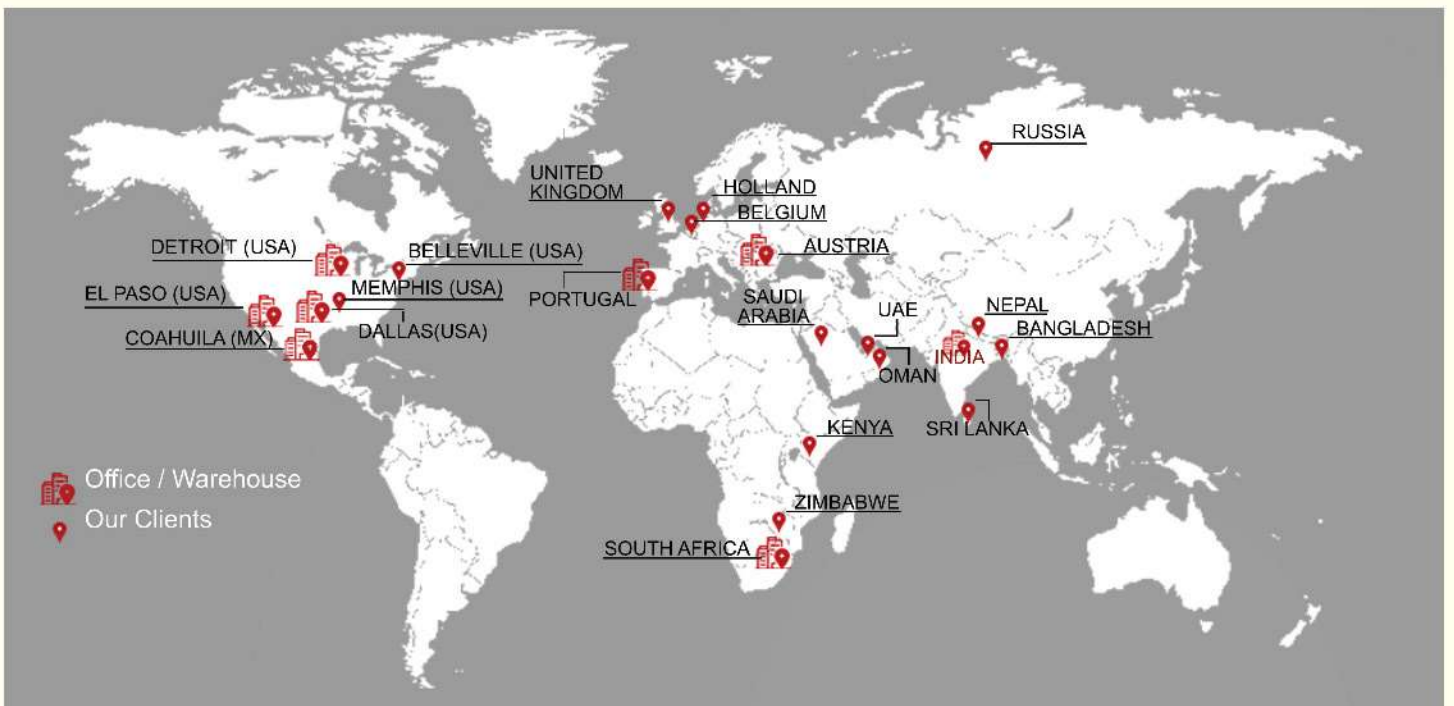 RUSSIA
UNITED
KINGDOM
HOLLAND
BELGIUM
DETROIT (USA)
BELLEVILLE (USA)
AUSTRIA
EL PASO (USA)
MEMPHIS (USA)
PORTUGAL
SAUDI
ARABIA
UAE
NEPAL
BANGLADESH
COAHUILA (MX)
DALLAS(USA)
INDIA
OMAN
KENYA
SRI LANKA
Office / Warehouse
Our Clients
ZIMBABWE
SOUTH AFRICA